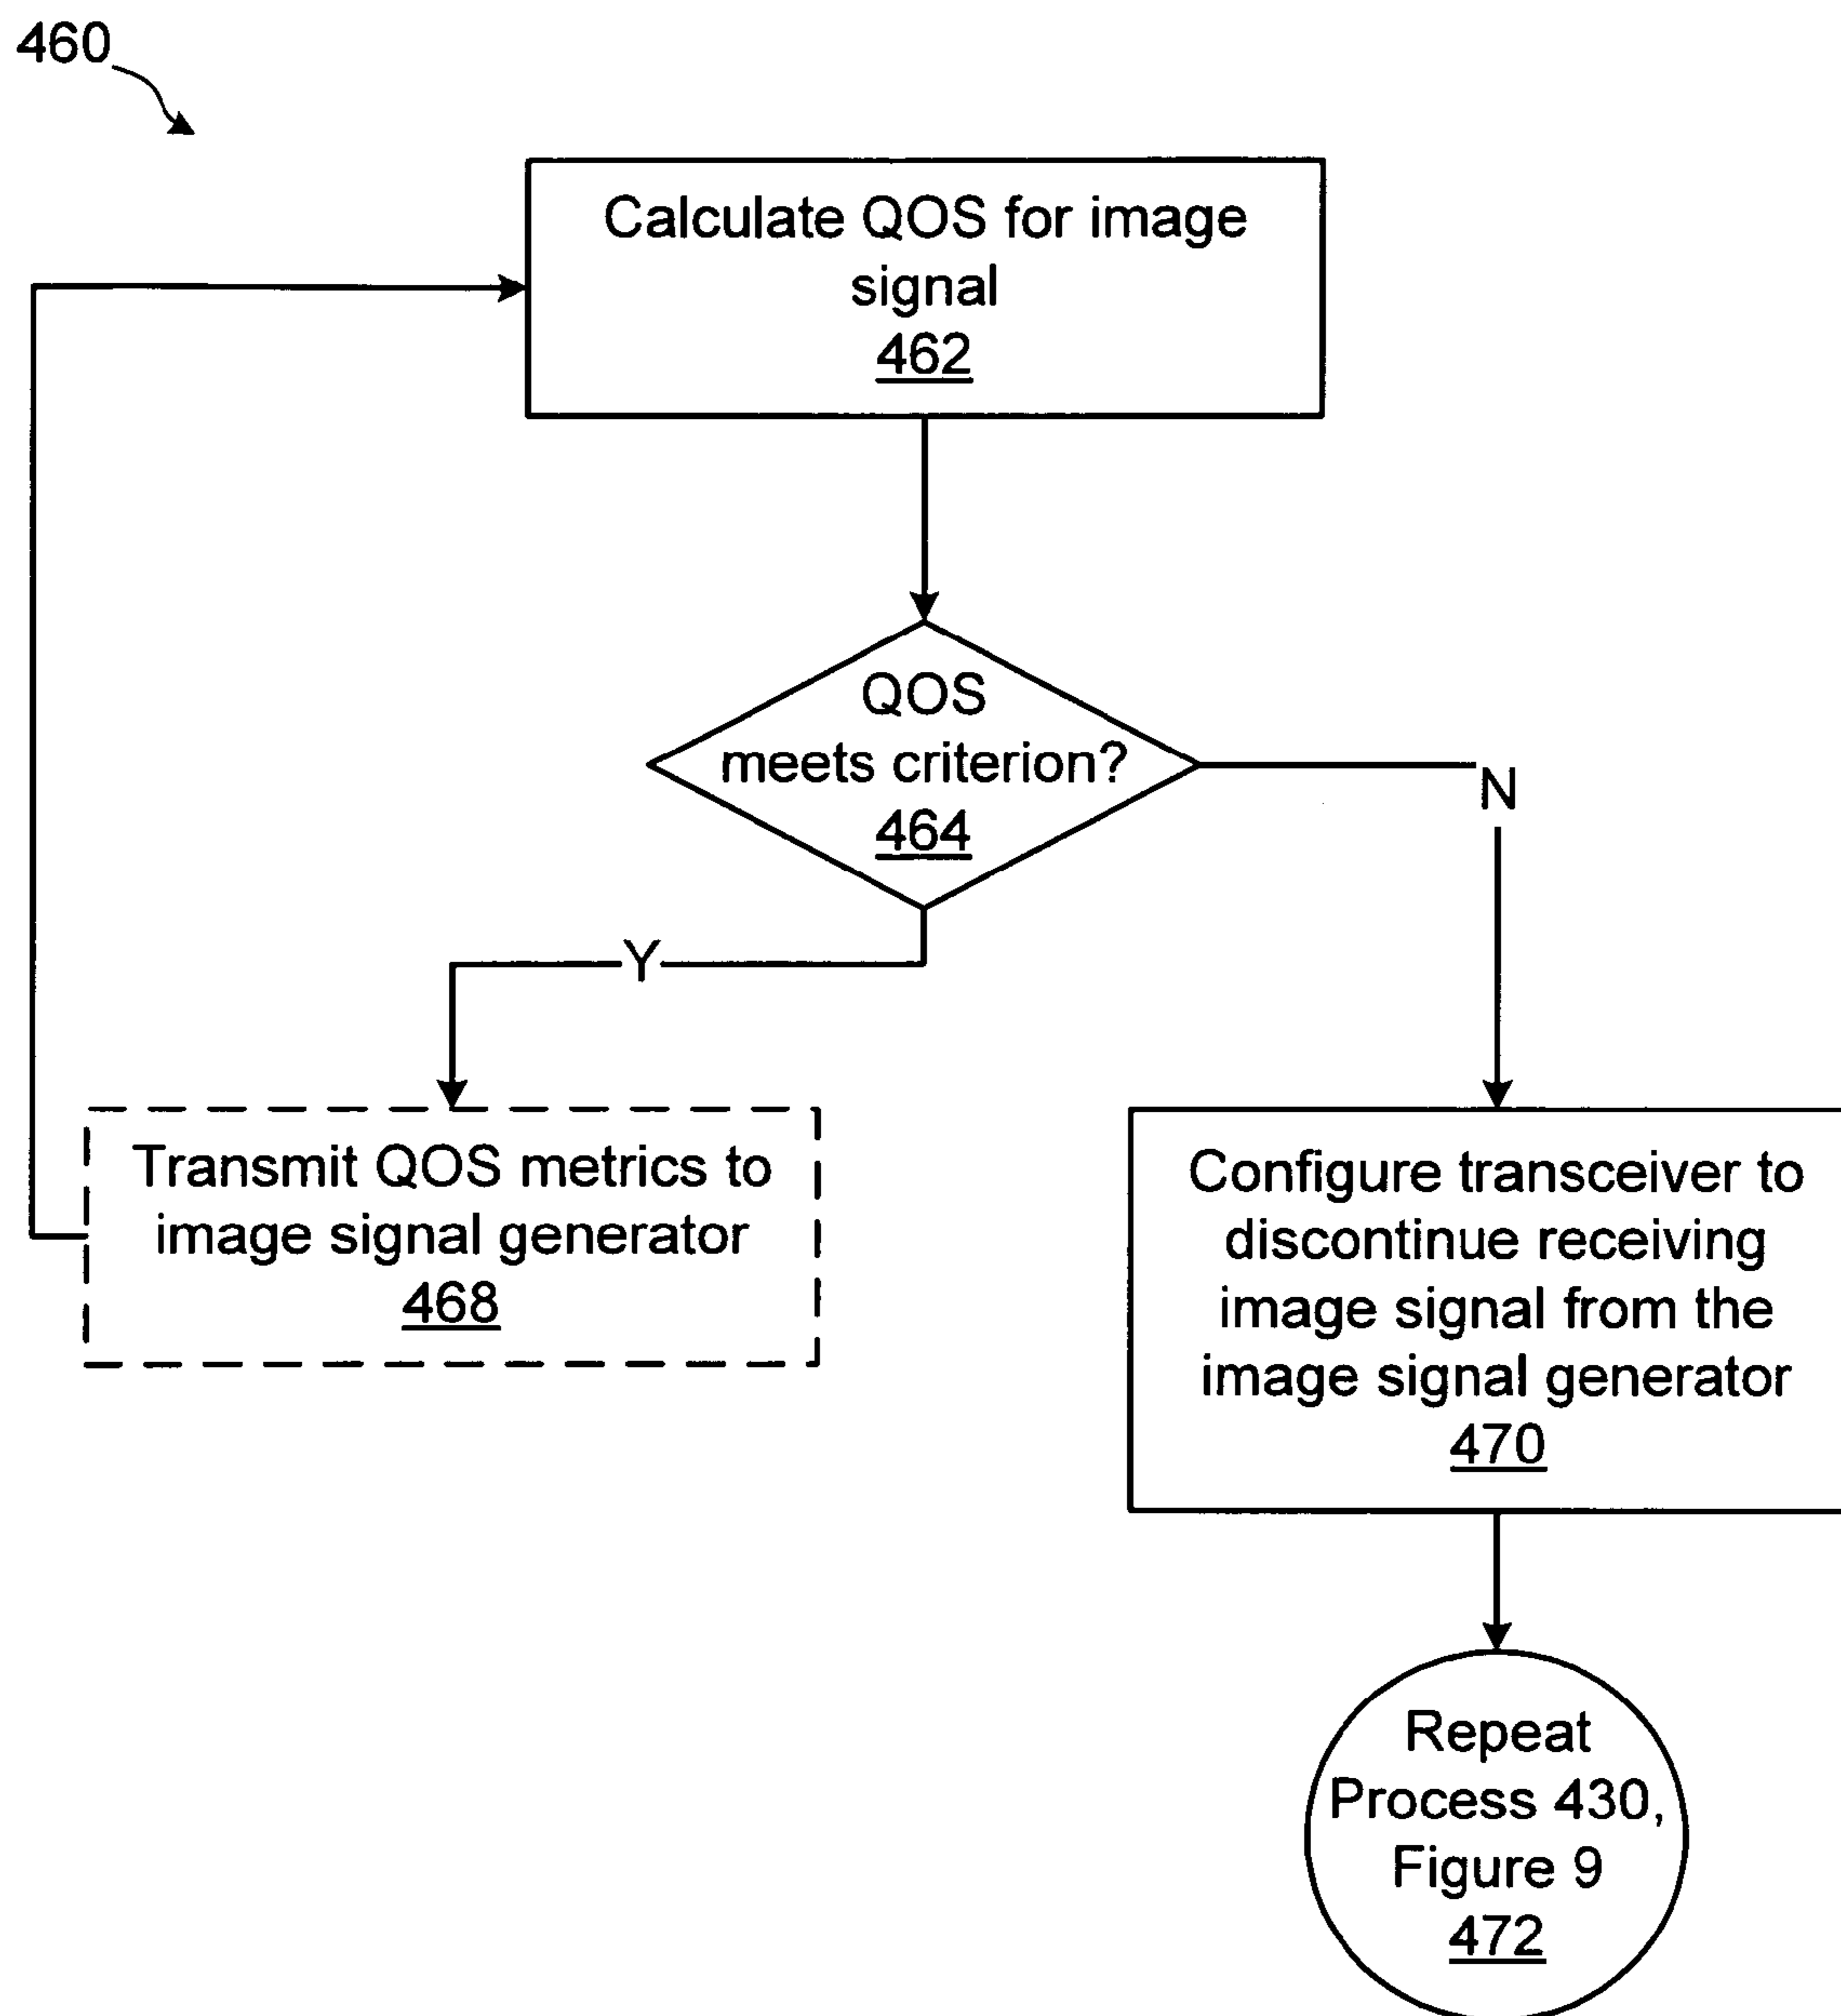 460
Calculate QOS for image
signal
462
QOS
meets criterion?
464
N
Y
Transmit QOS metrics to
image signal generator
468
Configure transceiver to
discontinue receiving
image signal from the
image signal generator
470
Repeat
Process 430,
Figure 9
472